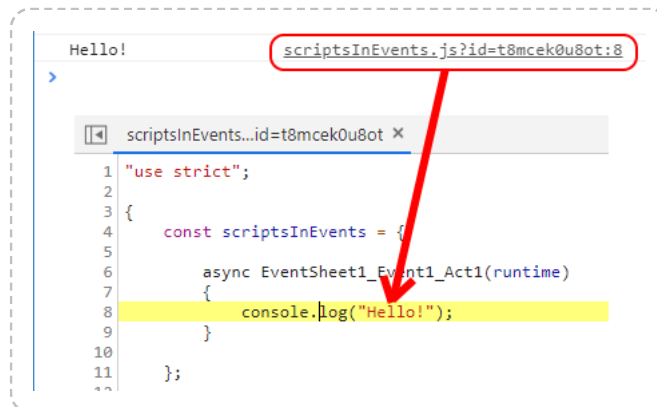 Hello! scriptsInEvents.js?id=t8mcek0u8ot:8
>
scriptsInEvents...id=t8mcek0u8ot ×
1 "use strict";
2
3 {
4     const scriptsInEvents = {
5
6         async EventSheet1_Event1_Act1(runtime)
7         {
8             console.log("Hello!");
9         }
10
11     };